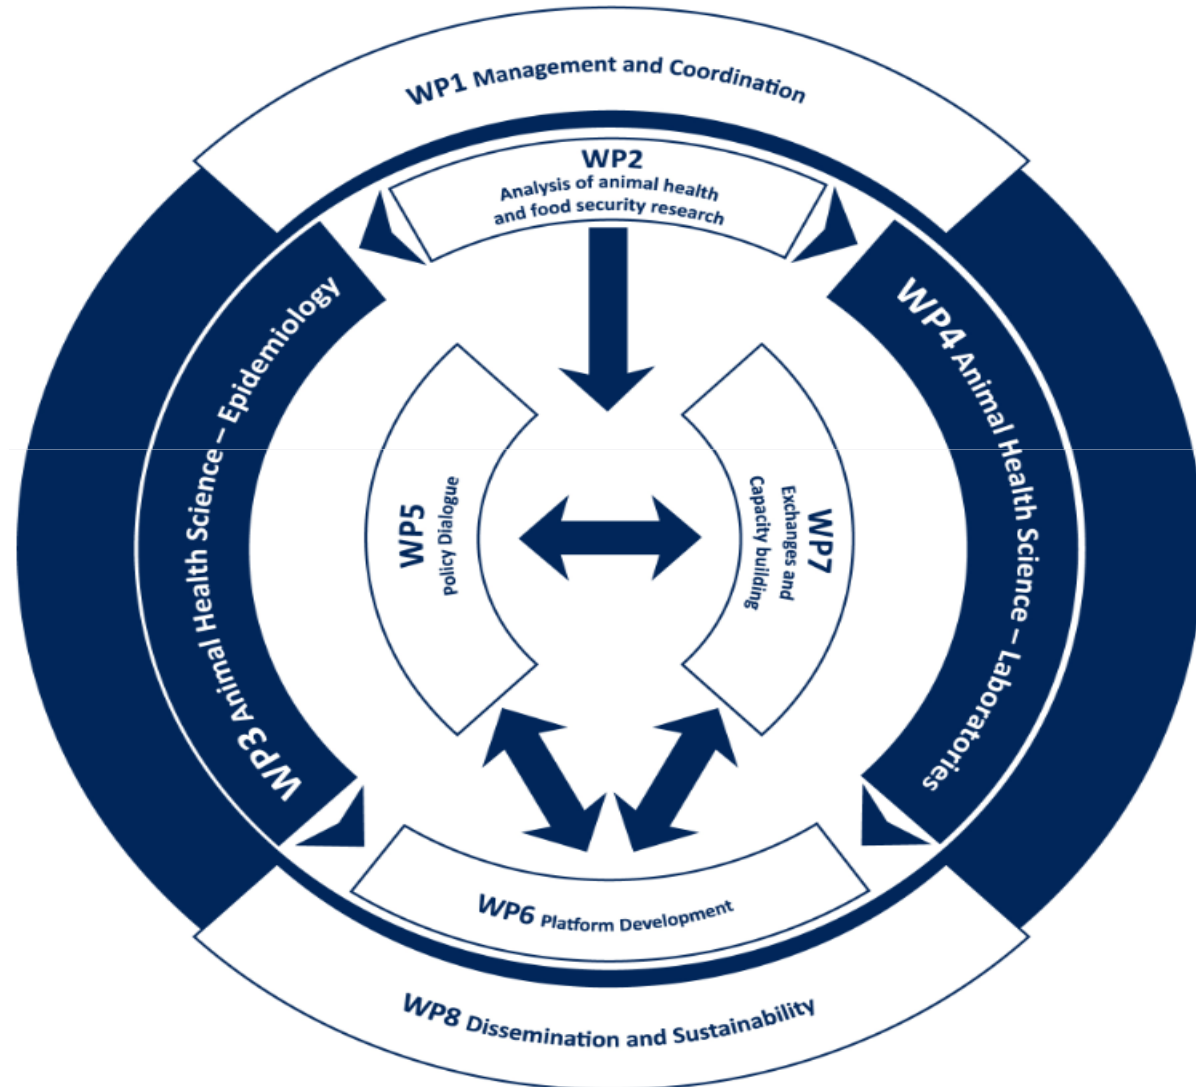 WP1 Management and Coordination
WP2
Analysis of animal health
and food security research
WP3 Animal Health Science – Epidemiology
WP4 Animal Health Science – Laboratories
WP5
Policy Dialogue
WP7
Exchanges and
Capacity building
WP6 Platform Development
WP8 Dissemination and Sustainability